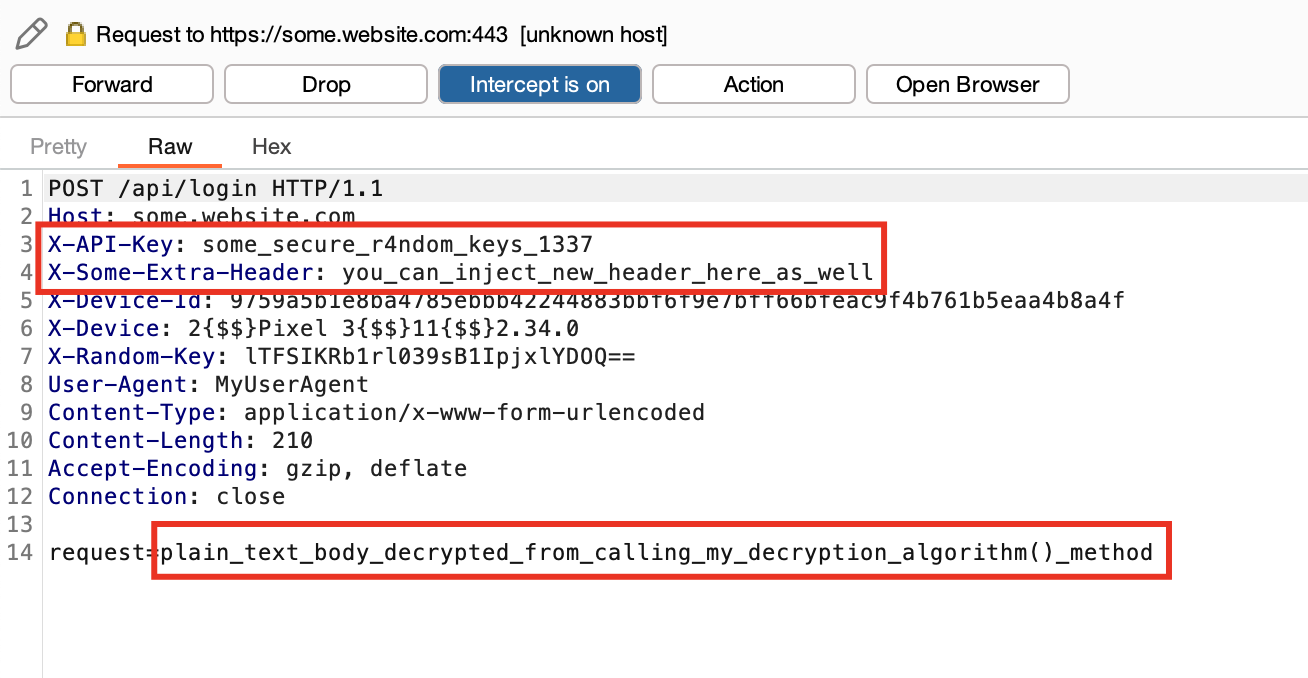 Request to https://some.website.com:443 [unknown host]
Forward Drop Intercept is on Action Open Browser
Pretty Raw Hex
1 POST /api/login HTTP/1.1
2 Host: some.website.com
3 X-API-Key: some_secure_r4ndom_keys_1337
4 X-Some-Extra-Header: you_can_inject_new_header_here_as_well
5 X-Device-Id: 9759a5b1e8ba4785ebbb42244883bbf6f9e7bff66bfeac9f4b761b5eaa4b8a4f
6 X-Device: 2{$$}Pixel 3{$$}11{$$}2.34.0
7 X-Random-Key: lTFSIKRb1rl039sB1IpjxlYDOQ==
8 User-Agent: MyUserAgent
9 Content-Type: application/x-www-form-urlencoded
10 Content-Length: 210
11 Accept-Encoding: gzip, deflate
12 Connection: close
13
14 request=plain_text_body_decrypted_from_calling_my_decryption_algorithm()_method